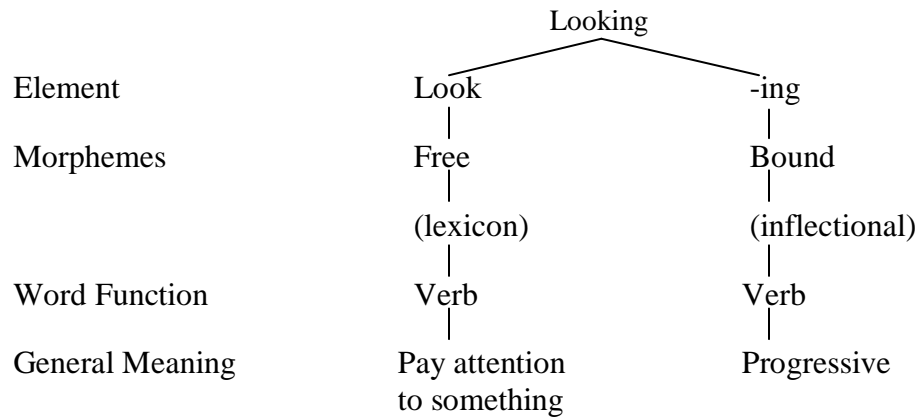 Looking
Element Look -ing
Morphemes Free Bound
(lexicon) (inflectional)
Word Function Verb Verb
General Meaning Pay attention Progressive
to something